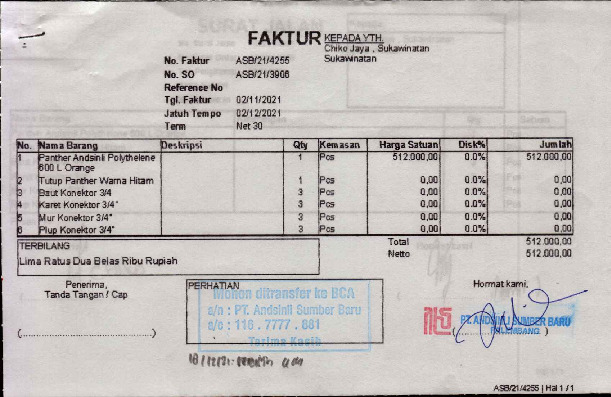 FAKTUR
KEPADA YTH.
Chiko Jaya , Sukawinatan
Sukawinatan
No. Faktur ASB/21/4255
No. SO ASB/21/3906
Reference No
Tgl. Faktur 02/11/2021
Jatuh Tempo 02/12/2021
Term Net 30
No. Nama Barang Deskripsi Qty Kemasan Harga Satuan Disk% Jumlah
1 Panther Andsinli Polythelene 1 Pcs 512.000,00 0.0% 512.000,00
600 L Orange
2 Tutup Panther Warna Hitam 1 Pcs 0,00 0.0% 0,00
3 Baut Konektor 3/4 3 Pcs 0,00 0.0% 0,00
4 Karet Konektor 3/4" 3 Pcs 0,00 0.0% 0,00
5 Mur Konektor 3/4" 3 Pcs 0,00 0.0% 0,00
6 Plup Konektor 3/4" 3 Pcs 0,00 0.0% 0,00
TERBILANG
Lima Ratus Dua Belas Ribu Rupiah
Total 512.000,00
Netto 512.000,00
Penerima,
Tanda Tangan / Cap
PERHATIAN
Mohon ditransfer ke BCA
a/n : PT. Andsinli Sumber Baru
a/c : 116 . 7777 . 881
Terima Kasih
Hormat kami,
PT. ANDSINLI SUMBER BARU
PALEMBANG
ASB/21/4255 | Hal 1 / 1